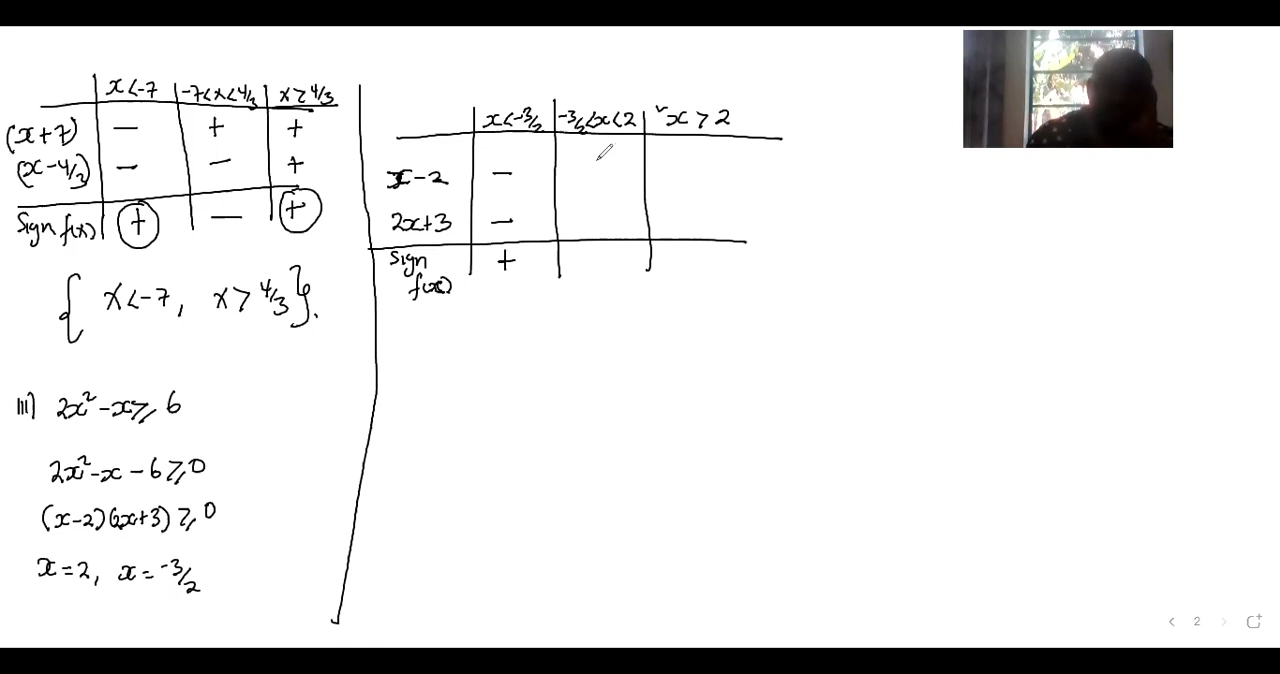 x<-7 -7<x<4/3 x>4/3
(x+7) — + +
(x-4/3) — — +
Sign f(x) + — +
{ x<-7, x>4/3 }.
III) 2x²-x≥6
2x²-x-6≥0
(x-2)(2x+3)≥0
x=2, x=-3/2
x<-3/2 -3/2<x<2 x>2
x-2 —
2x+3 —
Sign f(x) +
2